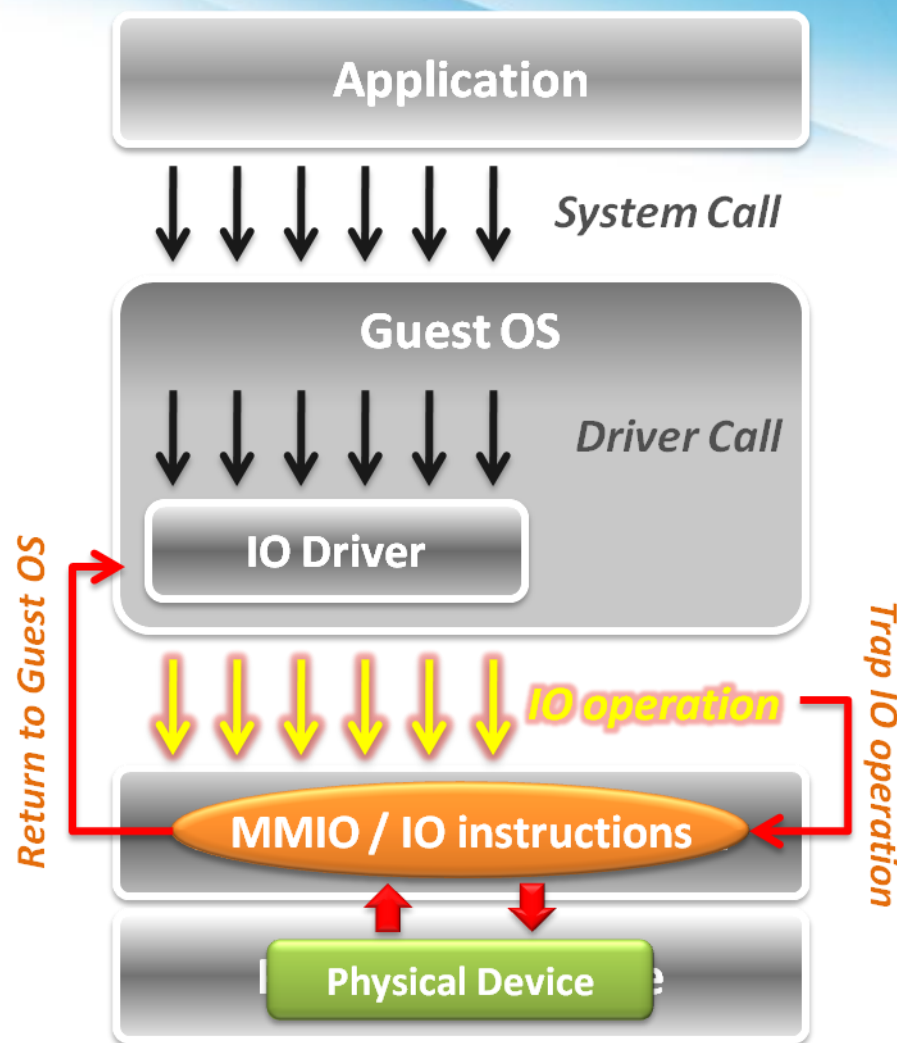 Application
System Call
Guest OS
Driver Call
IO Driver
Return to Guest OS
Trap IO operation
IO operation
MMIO / IO instructions
Physical Device